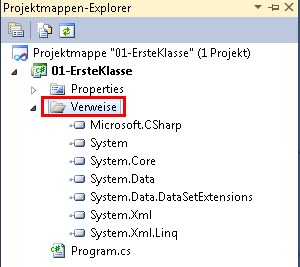 Projektmappen-Explorer
Projektmappe "01-ErsteKlasse" (1 Projekt)
01-ErsteKlasse
Properties
Verweise
Microsoft.CSharp
System
System.Core
System.Data
System.Data.DataSetExtensions
System.Xml
System.Xml.Linq
Program.cs